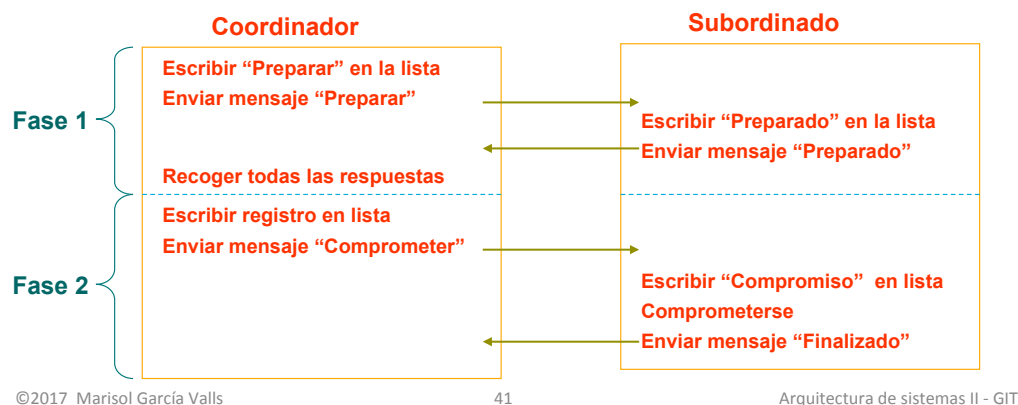 Coordinador
Subordinado
Fase 1
Escribir “Preparar” en la lista
Enviar mensaje “Preparar”
Escribir “Preparado” en la lista
Enviar mensaje “Preparado”
Recoger todas las respuestas
Fase 2
Escribir registro en lista
Enviar mensaje “Comprometer”
Escribir “Compromiso” en lista
Comprometerse
Enviar mensaje “Finalizado”
©2017 Marisol García Valls
41
Arquitectura de sistemas II - GIT